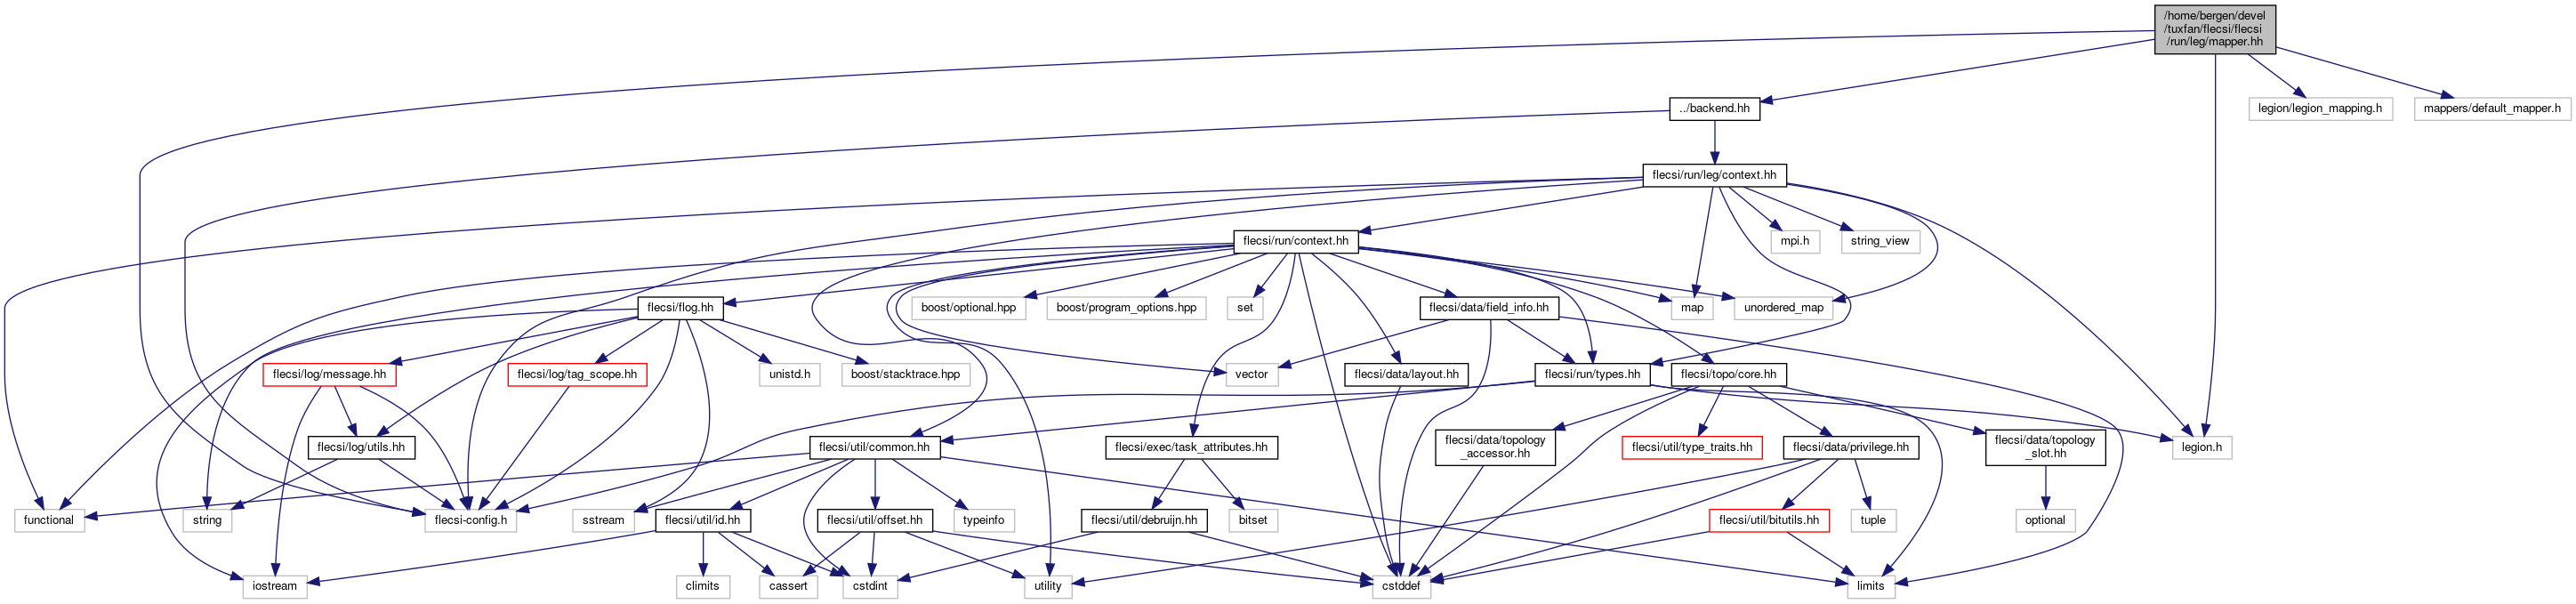 /home/bergen/devel
/tuxfan/flecsi/flecsi
/run/leg/mapper.hh
../backend.hh
legion/legion_mapping.h
mappers/default_mapper.h
flecsi/run/leg/context.hh
flecsi/run/context.hh
mpi.h
string_view
flecsi/flog.hh
boost/optional.hpp
boost/program_options.hpp
set
flecsi/data/field_info.hh
map
unordered_map
flecsi/log/message.hh
flecsi/log/tag_scope.hh
unistd.h
boost/stacktrace.hpp
vector
flecsi/data/layout.hh
flecsi/run/types.hh
flecsi/topo/core.hh
flecsi/log/utils.hh
flecsi/util/common.hh
flecsi/exec/task_attributes.hh
flecsi/data/topology
_accessor.hh
flecsi/util/type_traits.hh
flecsi/data/privilege.hh
flecsi/data/topology
_slot.hh
legion.h
functional
string
flecsi-config.h
sstream
flecsi/util/id.hh
flecsi/util/offset.hh
typeinfo
flecsi/util/debruijn.hh
bitset
flecsi/util/bitutils.hh
tuple
optional
iostream
climits
cassert
cstdint
utility
cstddef
limits